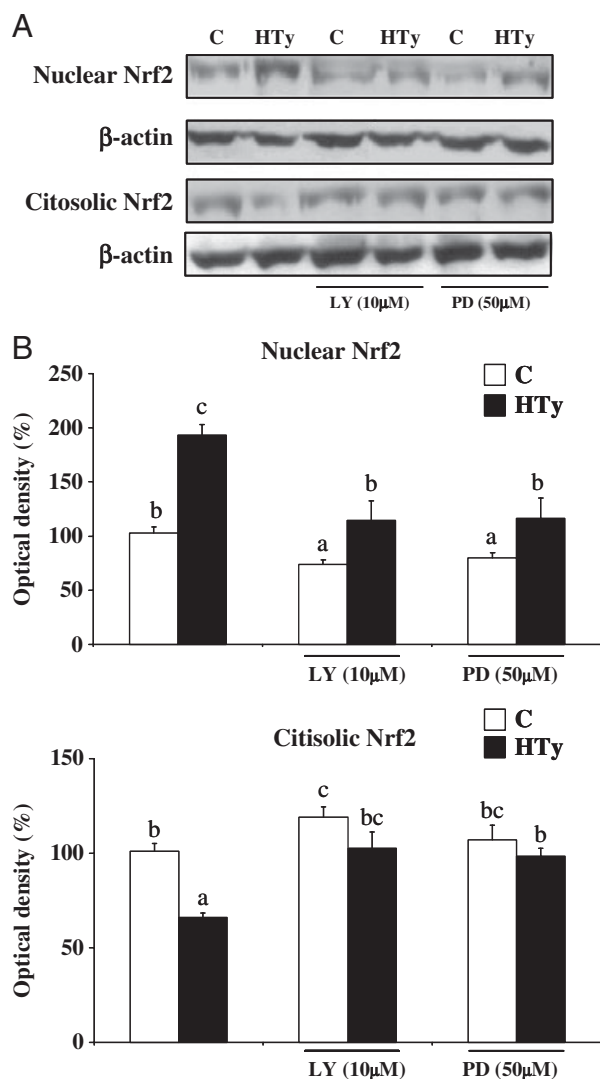 A
C HTy C HTy C HTy
Nuclear Nrf2
β-actin
Citosolic Nrf2
β-actin
LY (10μM) PD (50μM)
B
Nuclear Nrf2
C
HTy
Optical density (%)
250
200
150
100
50
0
b c a b a b
LY (10μM) PD (50μM)
Citisolic Nrf2
C
HTy
Optical density (%)
150
100
50
0
b a c bc bc b
LY (10μM) PD (50μM)